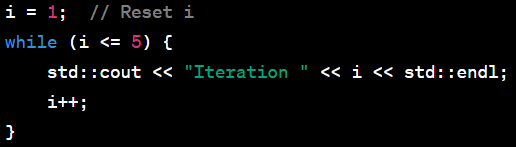 i = 1;  // Reset i
while (i <= 5) {
    std::cout << "Iteration " << i << std::endl;
    i++;
}